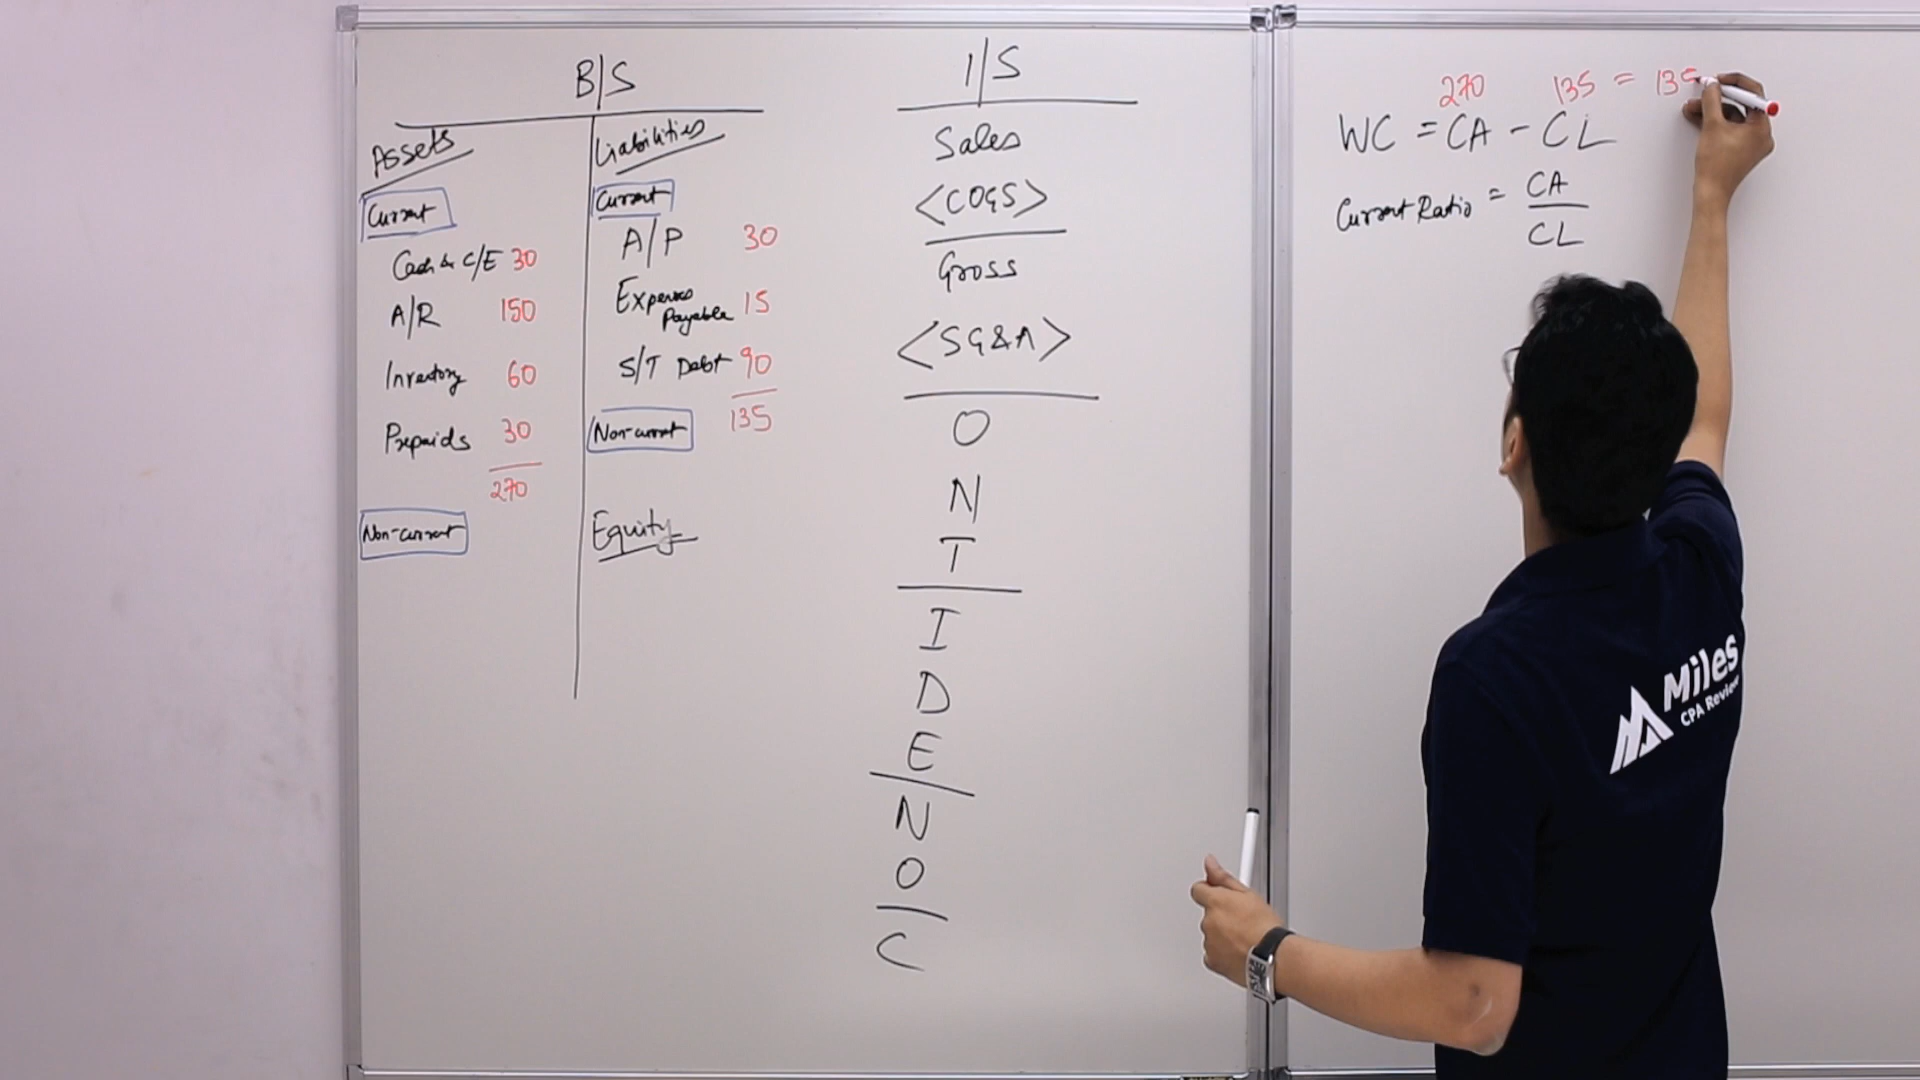 B/S
Assets
Current
Cash & C/E 30
A/R 150
Inventory 60
Prepaids 30
270
Non-current
Liabilities
Current
A/P 30
Expenses Payable 15
S/T Debt 90
135
Non-current
Equity
I/S
Sales
<COGS>
Gross
<SG&A>
O
N
T
I
D
E
N
O
C
270 135 = 135
WC = CA - CL
Current Ratio = CA
CL
Miles
CPA Review